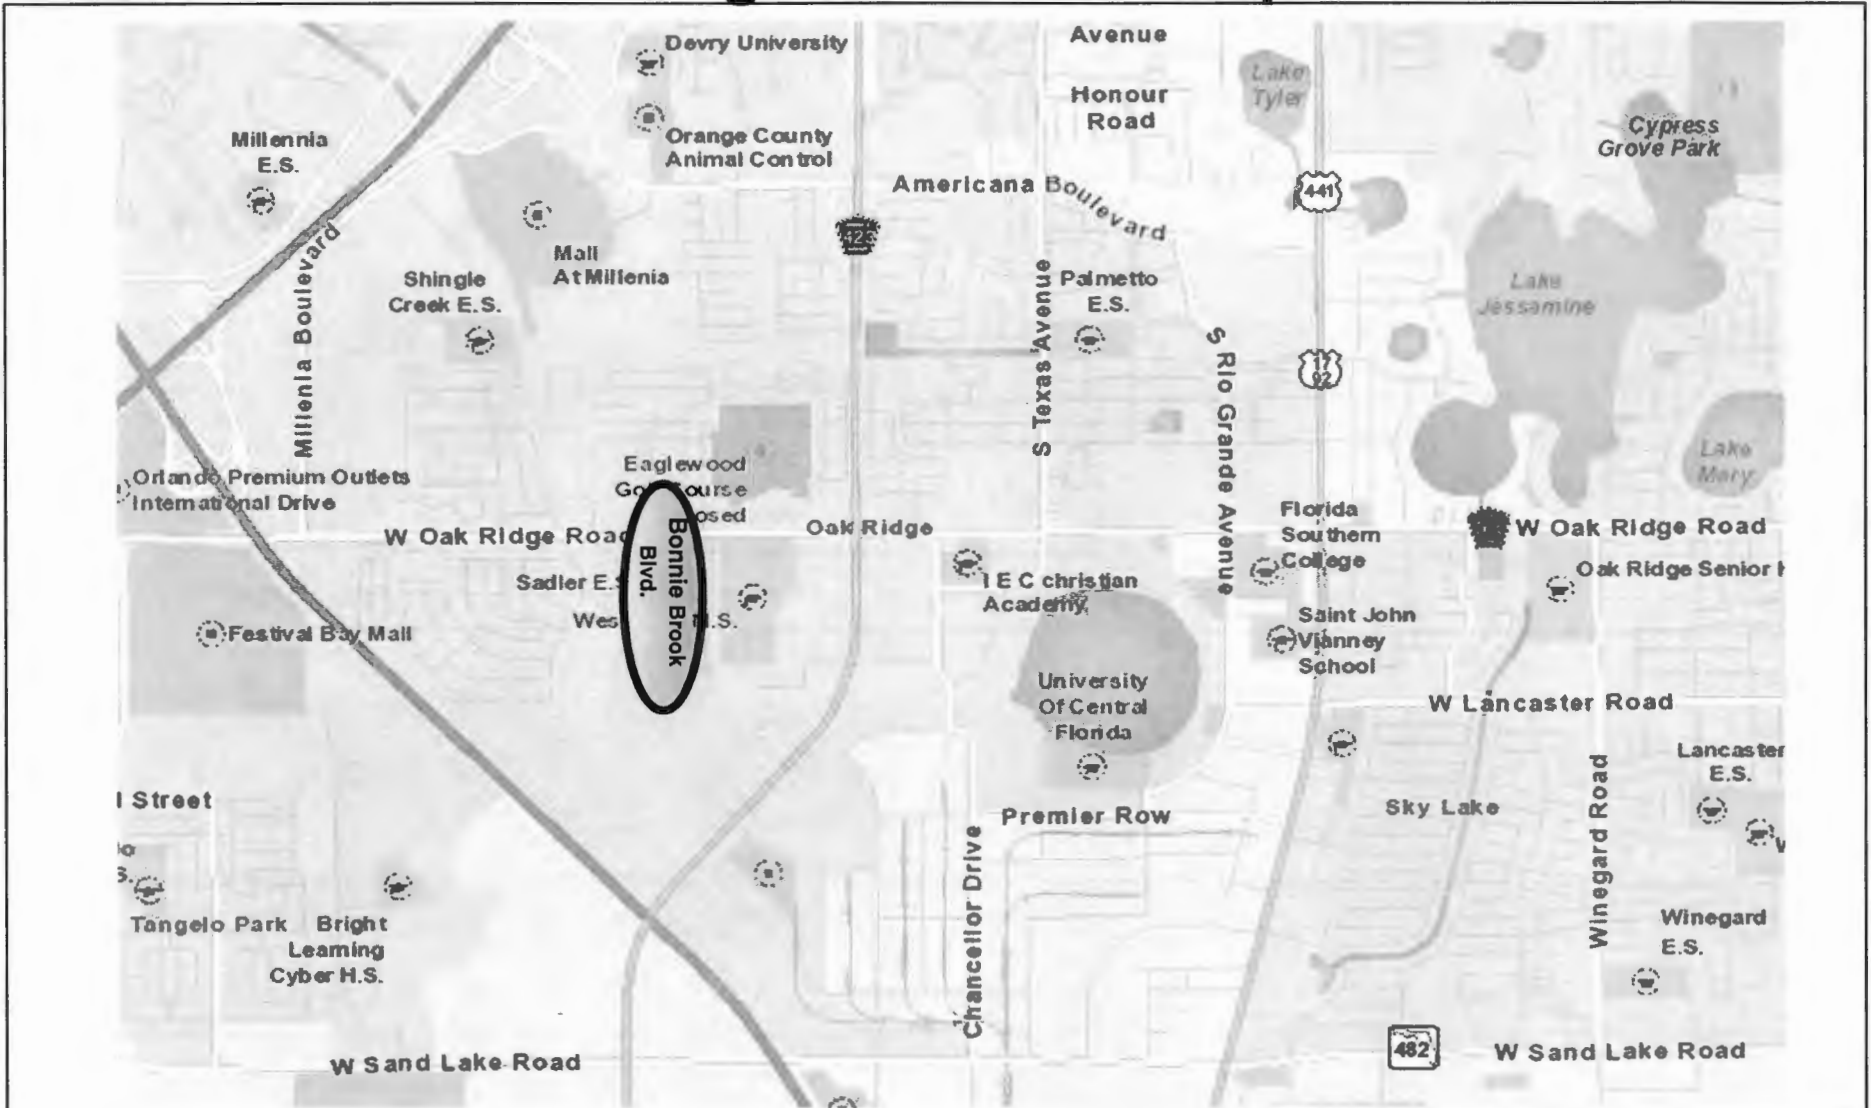 Devry University
Avenue
Honour
Road
Lake
Tyler
Cypress
Grove Park
Orange County
Animal Control
Millennia
E.S.
Americana Boulevard
441
423
Millenia Boulevard
Mall
At Millenia
Shingle
Creek E.S.
S Texas Avenue
Palmetto
E.S.
Lake
Jessamine
S Rio Grande Avenue
17
92
Eaglewood
Orlando Premium Outlets
International Drive
Lake
Mary
Bonnie Brook
Blvd.
W Oak Ridge Road
Oak Ridge
Florida
Southern
College
W Oak Ridge Road
Sadler E.S
I E C christian
Academy
Oak Ridge Senior H
Wes
M.S.
Festival Bay Mall
Saint John
Vianney
School
University
Of Central
Florida
W Lancaster Road
Lancaster
E.S.
l Street
Premier Row
Sky Lake
Winegard Road
lo
S.
Tangelo Park
Bright
Learning
Cyber H.S.
Chancellor Drive
Winegard
E.S.
W Sand Lake Road
482
W Sand Lake Road